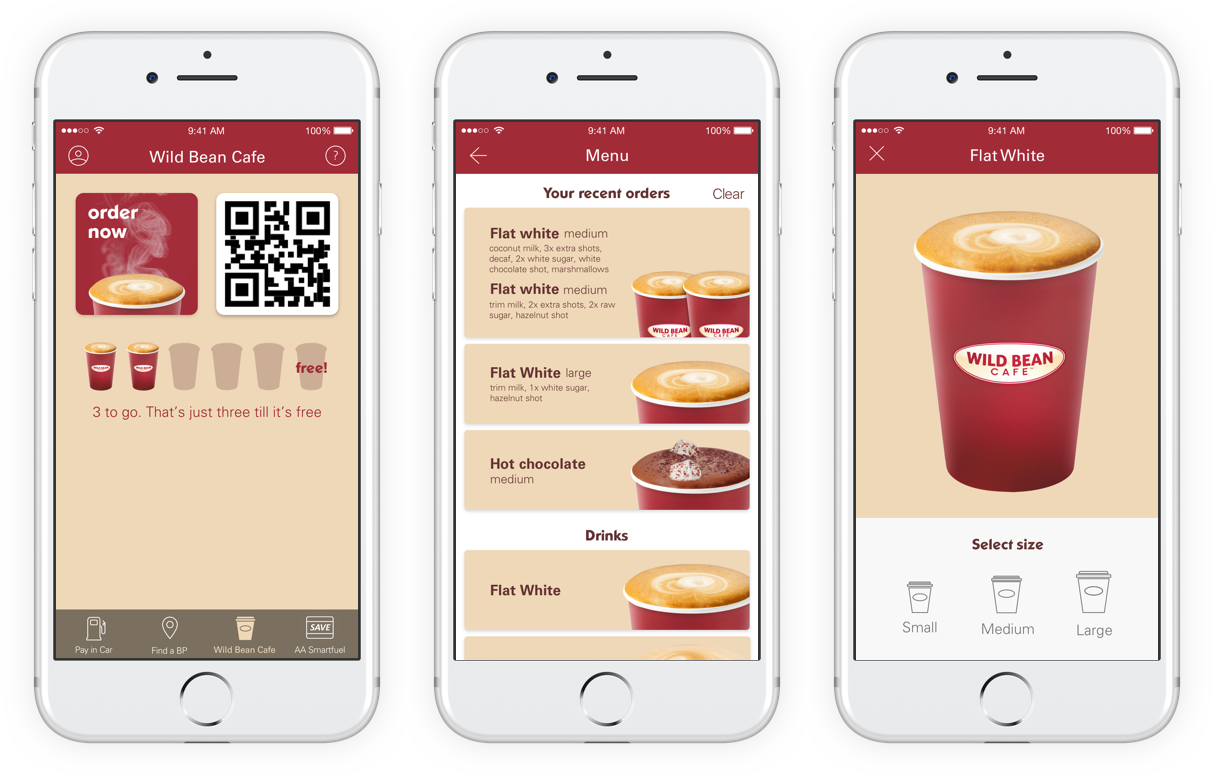 9:41 AM
100%
Wild Bean Cafe
?
order
now
WILD BEAN
WILD BEAN
free!
3 to go. That's just three till it's free
SAVE
Pay in Car
Find a BP
Wild Bean Cafe
AA Smartfuel
9:41 AM
100%
Menu
Your recent orders
Clear
Flat white medium
coconut milk, 3x extra shots,
decaf, 2x white sugar, white
chocolate shot, marshmallows
Flat white medium
trim milk, 2x extra shots, 2x raw
sugar, hazelnut shot
WILD BEAN
CAFE
WILD BEAN
CAFE
Flat White large
trim milk, 1x white sugar,
hazelnut shot
Hot chocolate
medium
Drinks
Flat White
9:41 AM
100%
Flat White
WILD BEAN
CAFE™
Select size
Small
Medium
Large